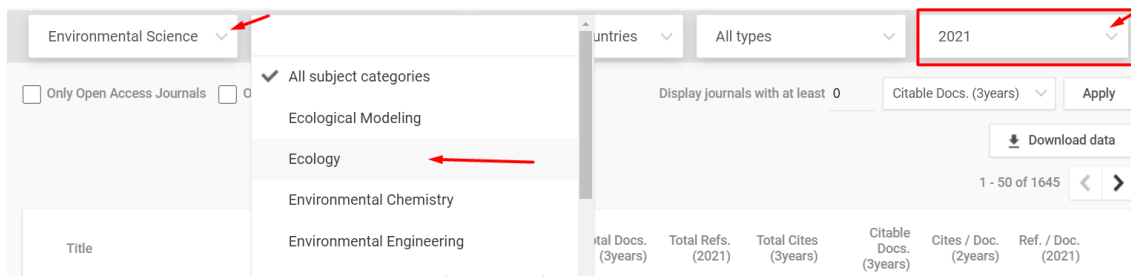 Environmental Science
untries
All types
2021
All subject categories
Only Open Access Journals
O
Display journals with at least 0
Citable Docs. (3years)
Apply
Ecological Modeling
Download data
Ecology
1 - 50 of 1645
Environmental Chemistry
Environmental Engineering
Title
tal Docs.
(3years)
Total Refs.
(2021)
Total Cites
(3years)
Citable
Docs.
(3years)
Cites / Doc.
(2years)
Ref. / Doc.
(2021)